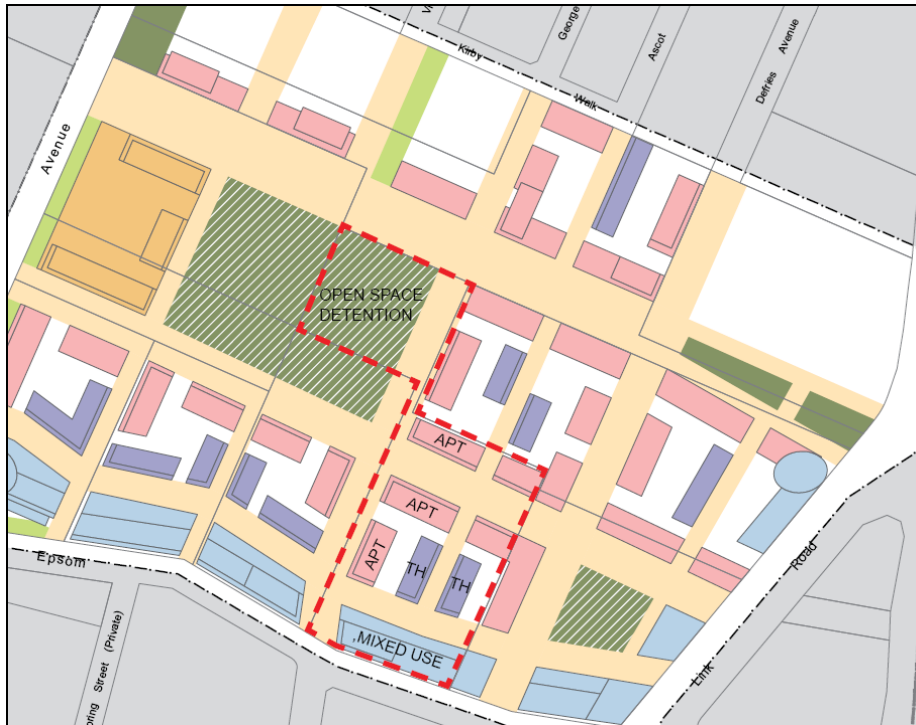 George
Ascot
Defries Avenue
Kirby
Walk
Avenue
OPEN SPACE
DETENTION
APT
APT
APT
TH
TH
MIXED USE
Epsom
Link Road
Street (Private)